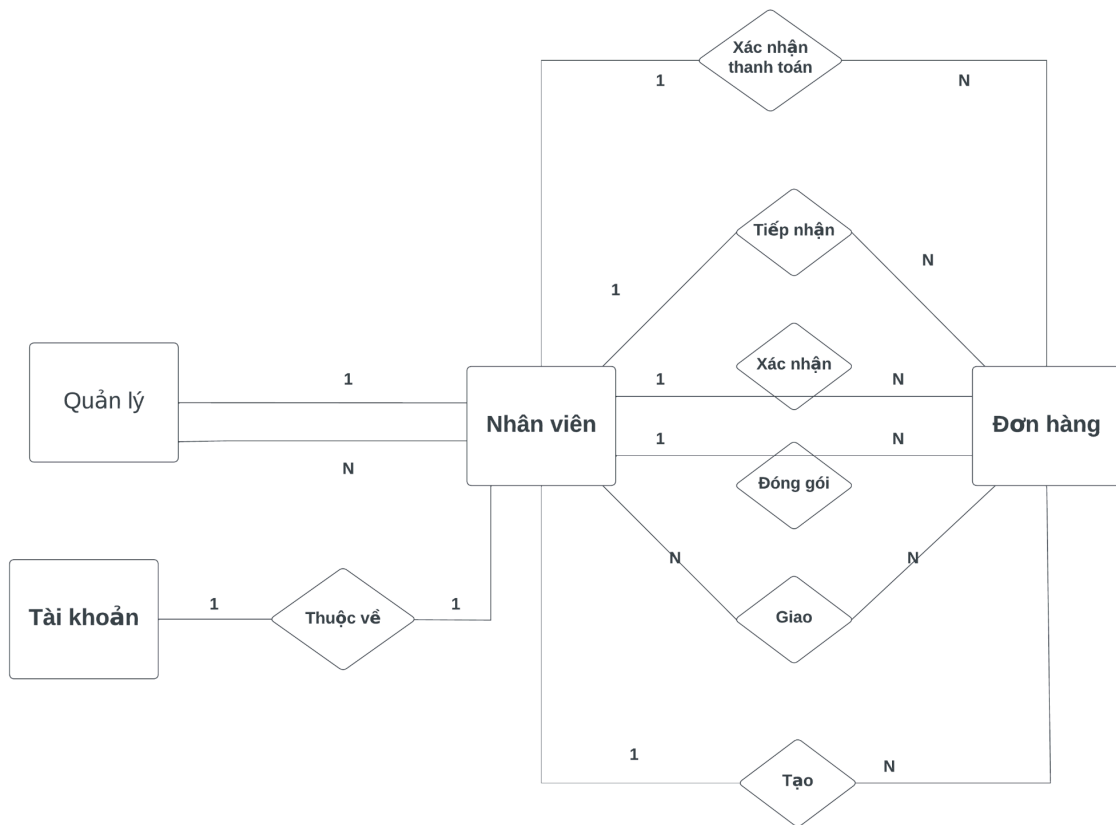 Xác nhận
thanh toán
1
N
Tiếp nhận
N
1
Xác nhận
1
1
N
Quản lý
Nhân viên
Đơn hàng
1
N
N
Đóng gói
N
N
1
1
Thuộc về
Tài khoản
Giao
1
N
Tạo